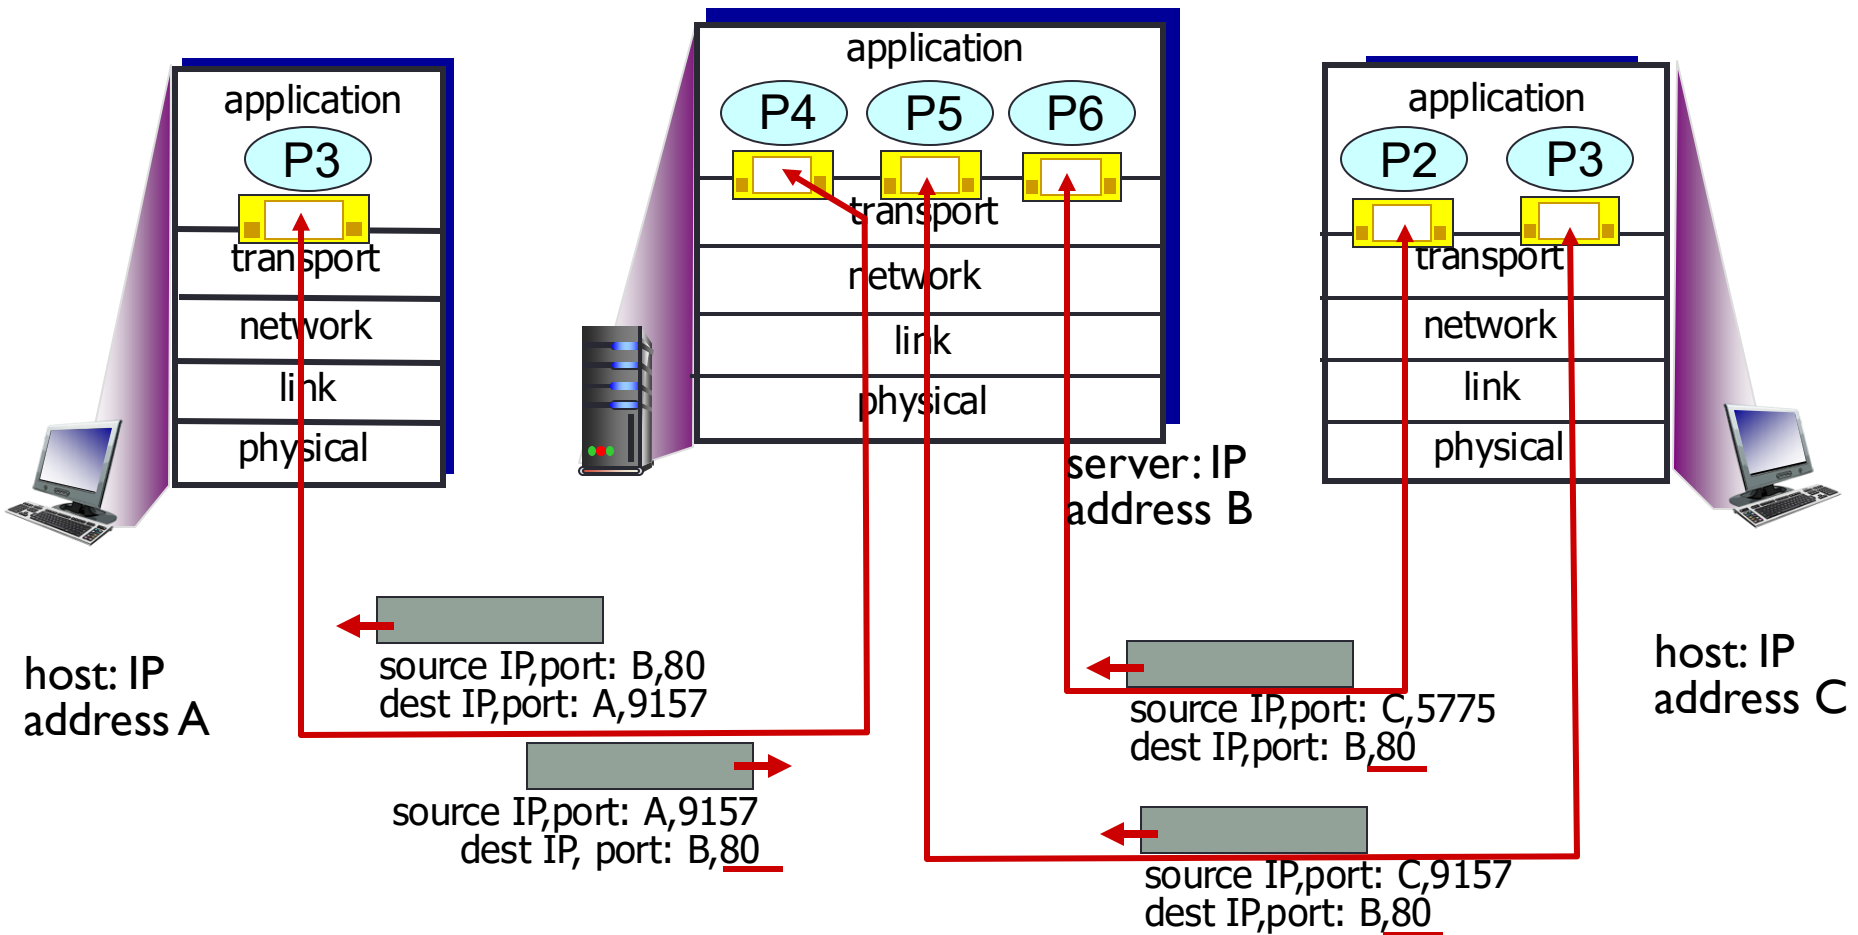 application
P3
transport
network
link
physical
host: IP
address A
application
P4
P5
P6
transport
network
link
physical
server: IP
address B
application
P2
P3
transport
network
link
physical
host: IP
address C
source IP,port: B,80
dest IP,port: A,9157
source IP,port: A,9157
dest IP, port: B,80
source IP,port: C,5775
dest IP,port: B,80
source IP,port: C,9157
dest IP,port: B,80